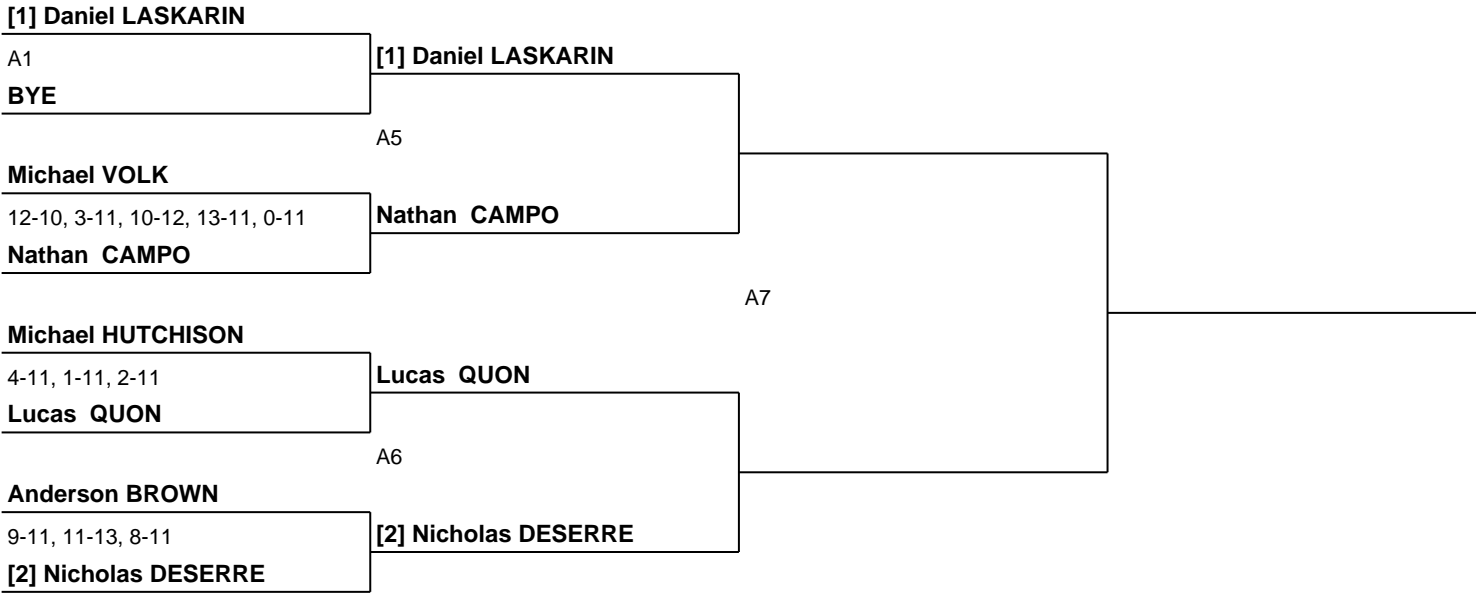 [1] Daniel LASKARIN
A1
[1] Daniel LASKARIN
BYE
A5
Michael VOLK
12-10, 3-11, 10-12, 13-11, 0-11
Nathan CAMPO
Nathan CAMPO
A7
Michael HUTCHISON
4-11, 1-11, 2-11
Lucas QUON
Lucas QUON
A6
Anderson BROWN
9-11, 11-13, 8-11
[2] Nicholas DESERRE
[2] Nicholas DESERRE